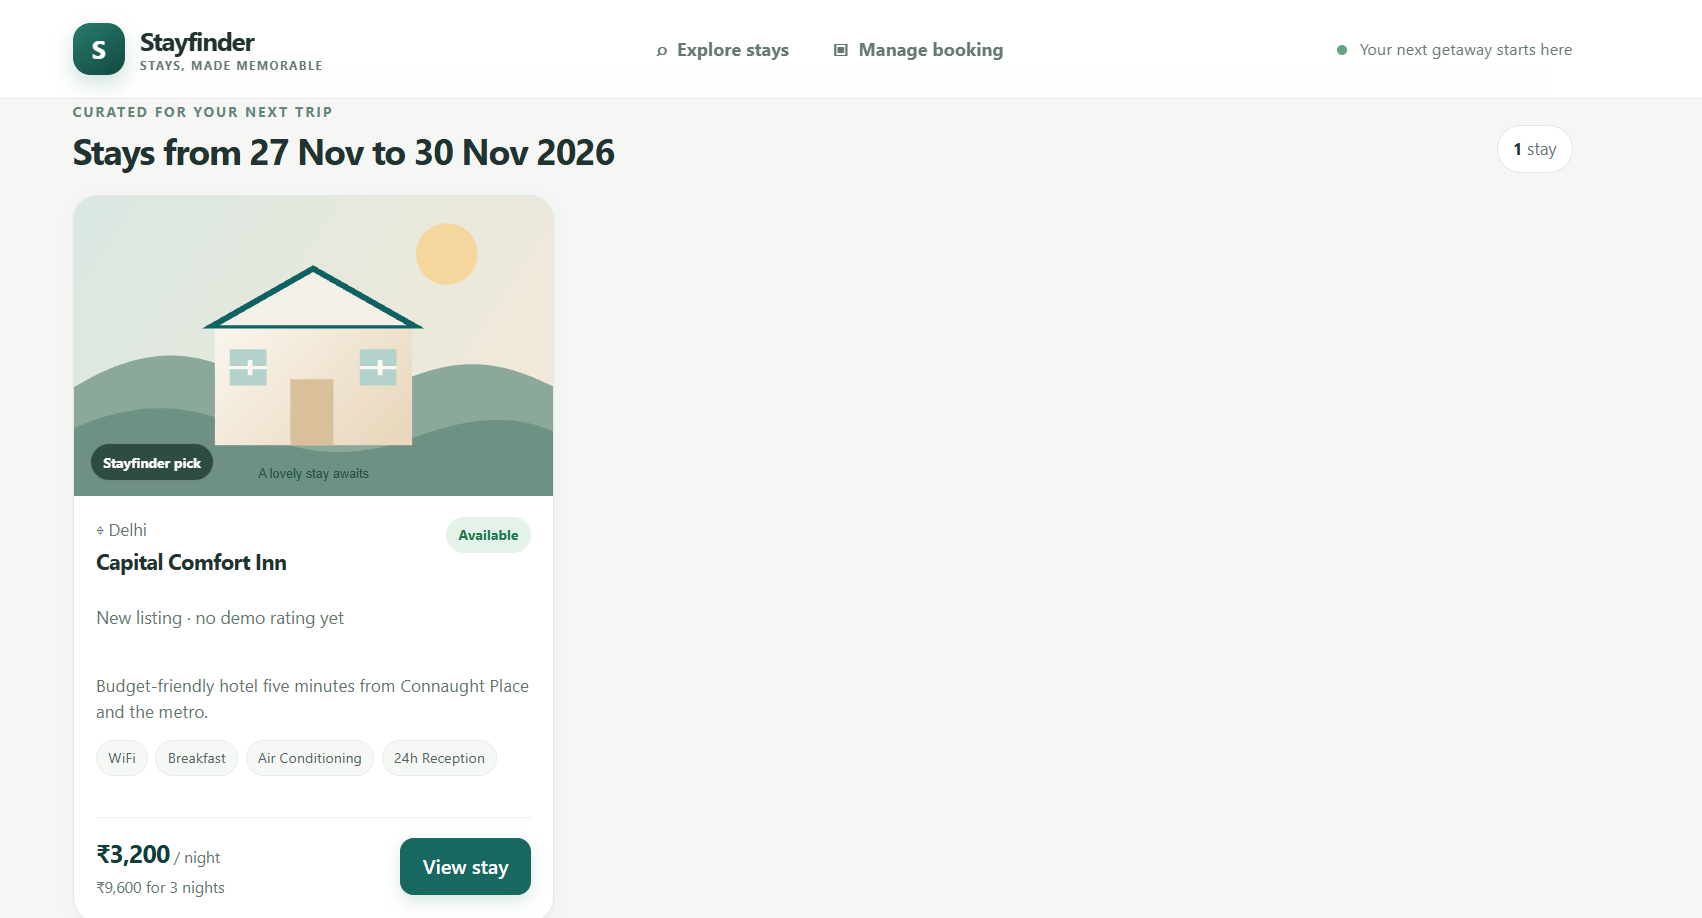 S
Stayfinder
STAYS, MADE MEMORABLE
Explore stays
Manage booking
Your next getaway starts here
CURATED FOR YOUR NEXT TRIP
Stays from 27 Nov to 30 Nov 2026
1 stay
Stayfinder pick
A lovely stay awaits
Delhi
Available
Capital Comfort Inn
New listing · no demo rating yet
Budget-friendly hotel five minutes from Connaught Place
and the metro.
WiFi
Breakfast
Air Conditioning
24h Reception
₹3,200 / night
₹9,600 for 3 nights
View stay